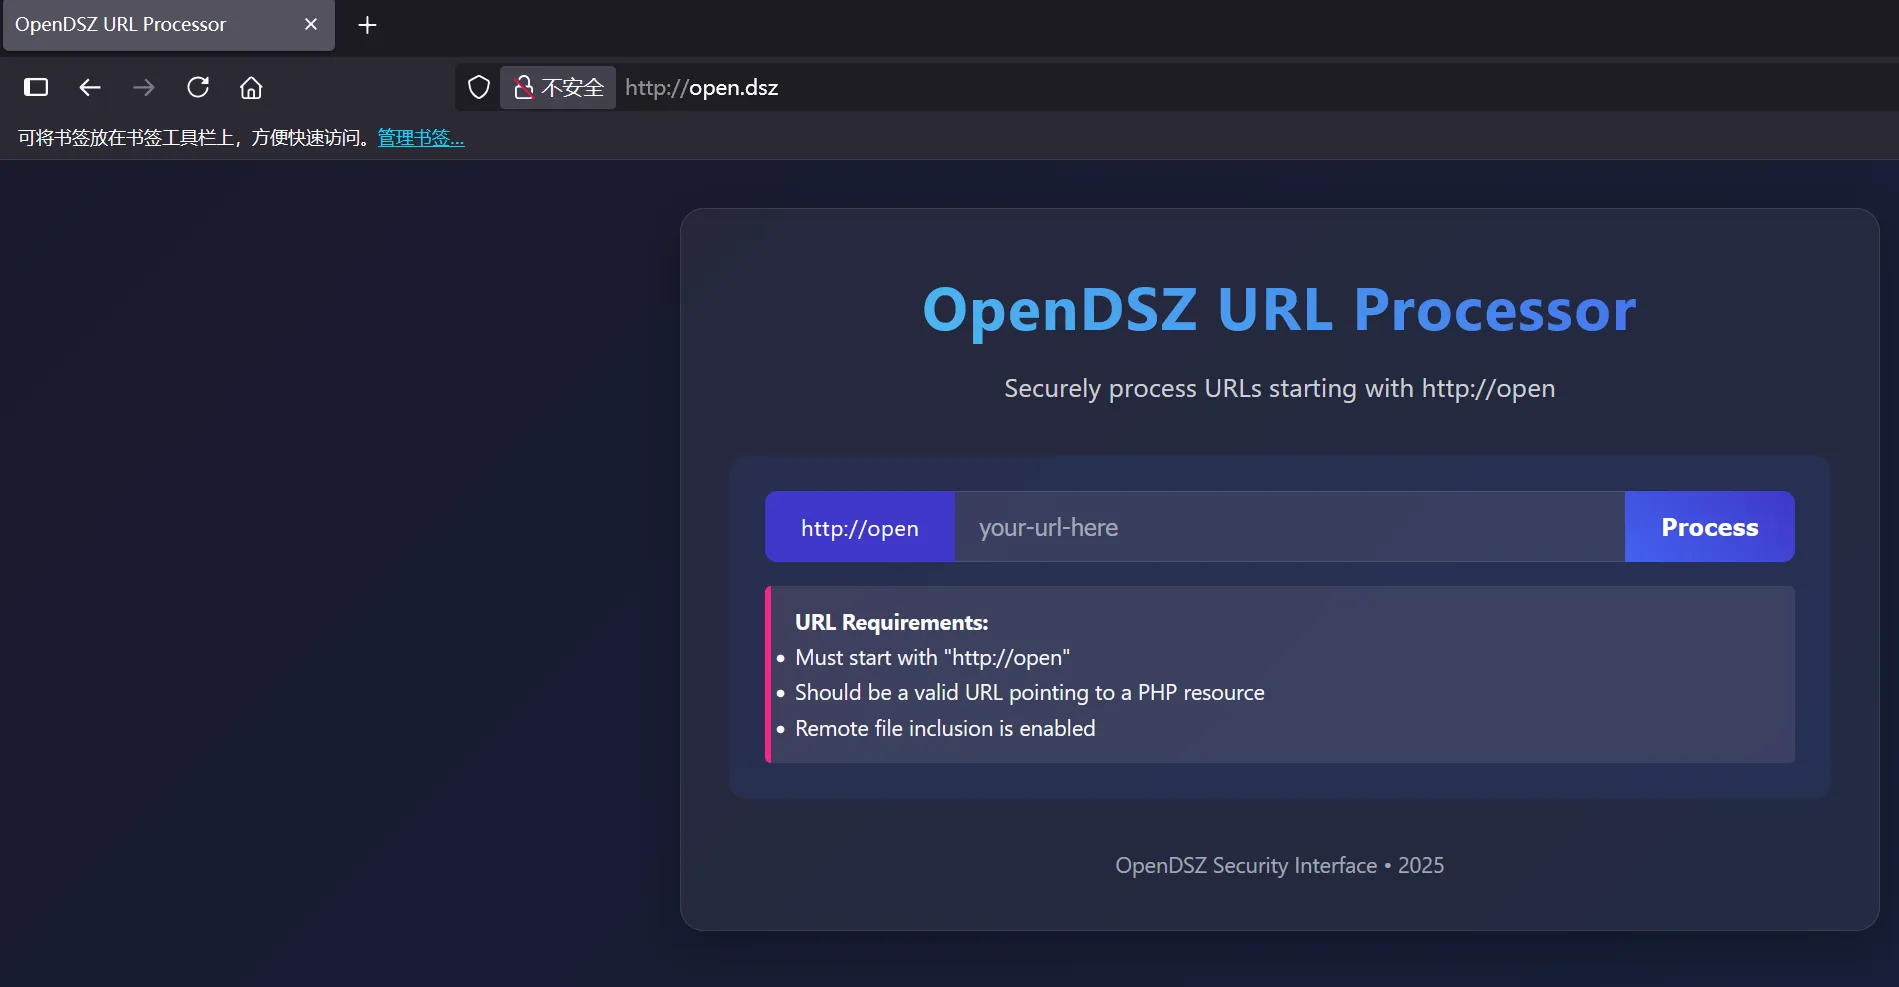 OpenDSZ URL Processor
不安全 http://open.dsz
可将书签放在书签工具栏上，方便快速访问。管理书签...
OpenDSZ URL Processor
Securely process URLs starting with http://open
http://open your-url-here Process
URL Requirements:
• Must start with "http://open"
• Should be a valid URL pointing to a PHP resource
• Remote file inclusion is enabled
OpenDSZ Security Interface • 2025